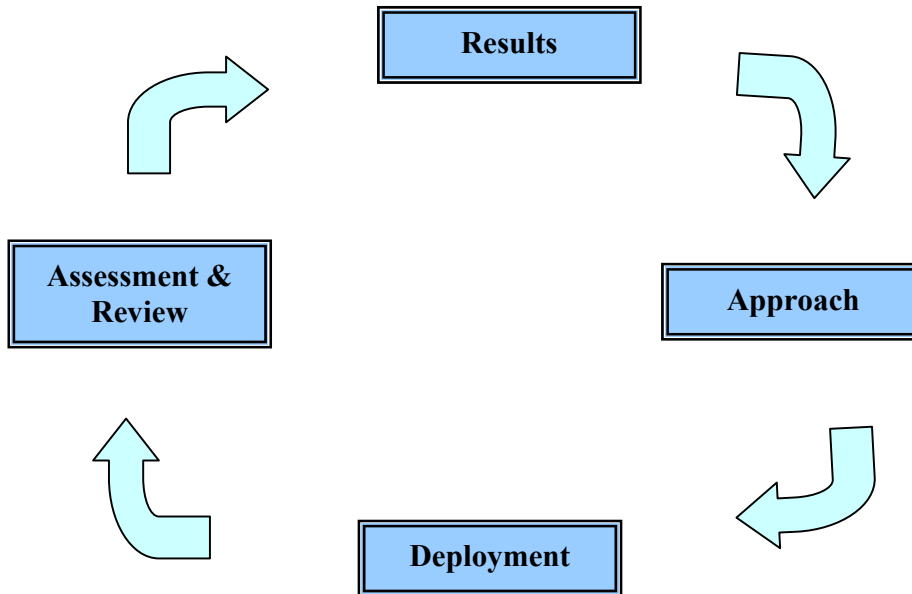 Results
Assessment &
Review
Approach
Deployment